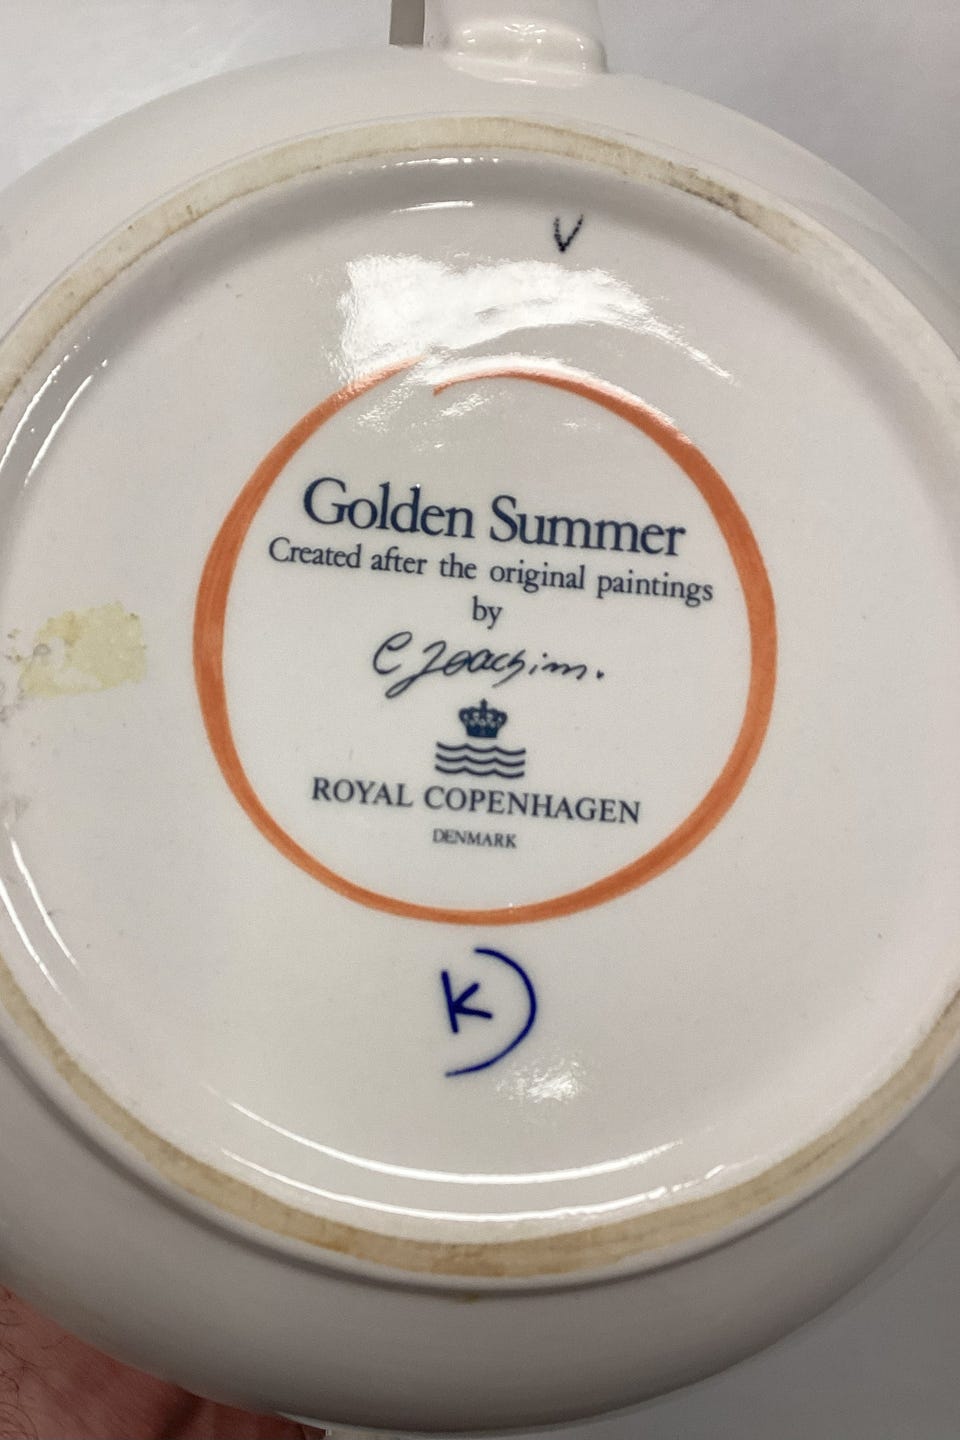 V
Golden Summer
Created after the original paintings
by
C Joachim.
ROYAL COPENHAGEN
DENMARK
K